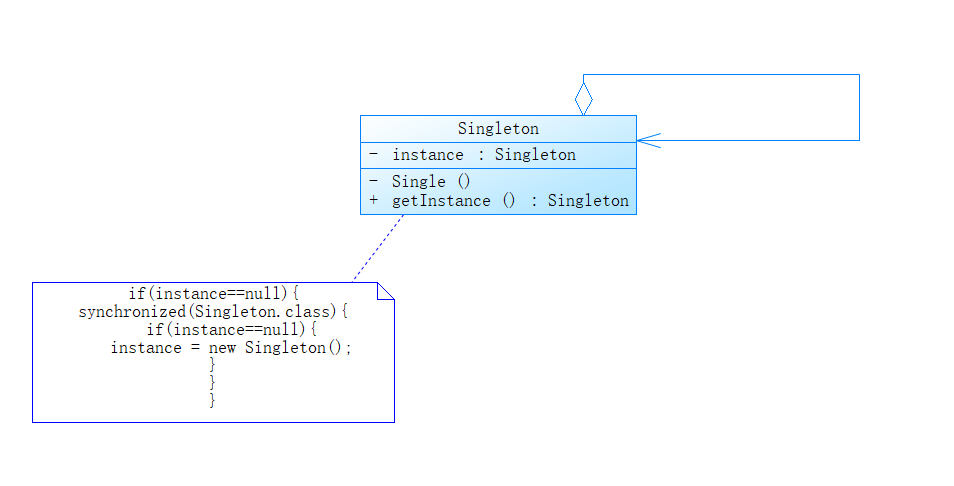 Singleton
- instance : Singleton
- Single ()
+ getInstance () : Singleton
if(instance==null){
synchronized(Singleton.class){
if(instance==null){
instance = new Singleton();
}
}
}